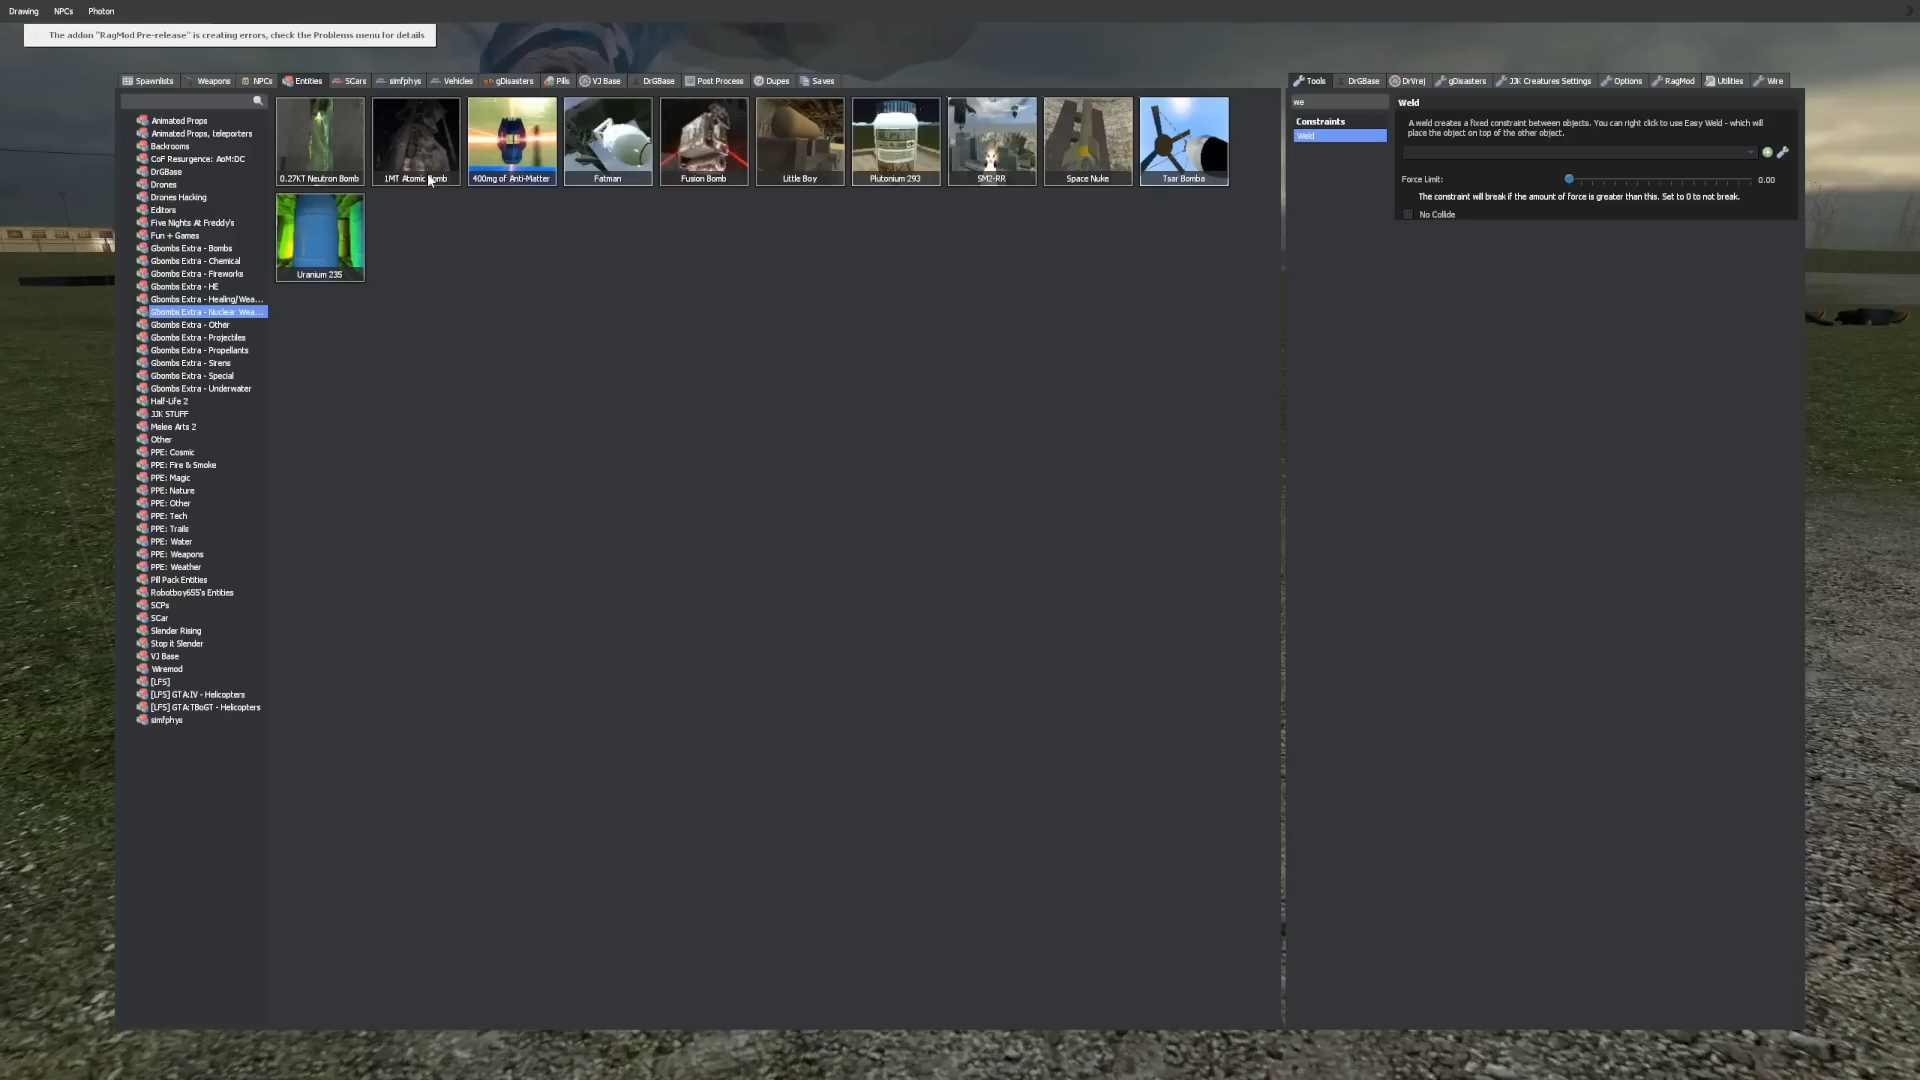 Drawing NPCs Photon
The addon "RagMod Pre-release" is creating errors, check the Problems menu for details
Spawnlists Weapons NPCs Entities SCars simfphys Vehicles gDisasters Pills VJ Base DrGBase Post Process Dupes Saves
Animated Props
Animated Props, teleporters
Backrooms
CoF Resurgence: AoM:DC
DrGBase
Drones
Drones Hacking
Editors
Five Nights At Freddy's
Fun + Games
Gbombs Extra - Bombs
Gbombs Extra - Chemical
Gbombs Extra - Fireworks
Gbombs Extra - HE
Gbombs Extra - Healing/Wea...
Gbombs Extra - Nuclear Wea...
Gbombs Extra - Other
Gbombs Extra - Projectiles
Gbombs Extra - Propellants
Gbombs Extra - Sirens
Gbombs Extra - Special
Gbombs Extra - Underwater
Half-Life 2
JJK STUFF
Melee Arts 2
Other
PPE: Cosmic
PPE: Fire & Smoke
PPE: Magic
PPE: Nature
PPE: Other
PPE: Tech
PPE: Trails
PPE: Water
PPE: Weapons
PPE: Weather
Pill Pack Entities
Robotboy655's Entities
SCPs
SCar
Slender Rising
Stop it Slender
VJ Base
Wiremod
[LFS]
[LFS] GTA:IV - Helicopters
[LFS] GTA:TBoGT - Helicopters
simfphys
0.27KT Neutron Bomb 1MT Atomic Bomb 400mg of Anti-Matter Fatman Fusion Bomb Little Boy Plutonium 293 SM2-RR Space Nuke Tsar Bomba
Uranium 235
Tools DrGBase DrVrej gDisasters JJK Creatures Settings Options RagMod Utilities Wire
we
Constraints
Weld
Weld
A weld creates a fixed constraint between objects. You can right click to use Easy Weld - which will
place the object on top of the other object.
Force Limit: 0.00
The constraint will break if the amount of force is greater than this. Set to 0 to not break.
No Collide